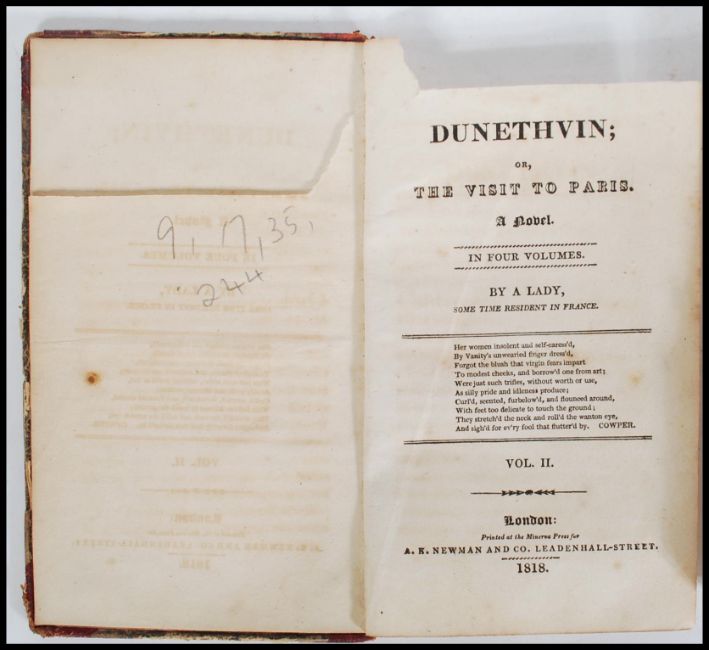 9, 17, 35,
244
DUNETHVIN;
OR,
THE VISIT TO PARIS.
A Novel.
IN FOUR VOLUMES.
BY A LADY,
SOME TIME RESIDENT IN FRANCE.
Her women insolent and self-caress'd,
By Vanity's unwearied finger dress'd,
Forgot the blush that virgin fears impart
To modest cheeks, and borrow'd one from art;
Were just such trifles, without worth or use,
As silly pride and idleness produce;
Curl'd, scented, furbelow'd, and flounced around,
With feet too delicate to touch the ground;
They stretch'd the neck and roll'd the wanton eye,
And sigh'd for ev'ry fool that flutter'd by. COWPER.
VOL. II.
London:
Printed at the Minerva Press for
A. K. NEWMAN AND CO. LEADENHALL-STREET.
1818.